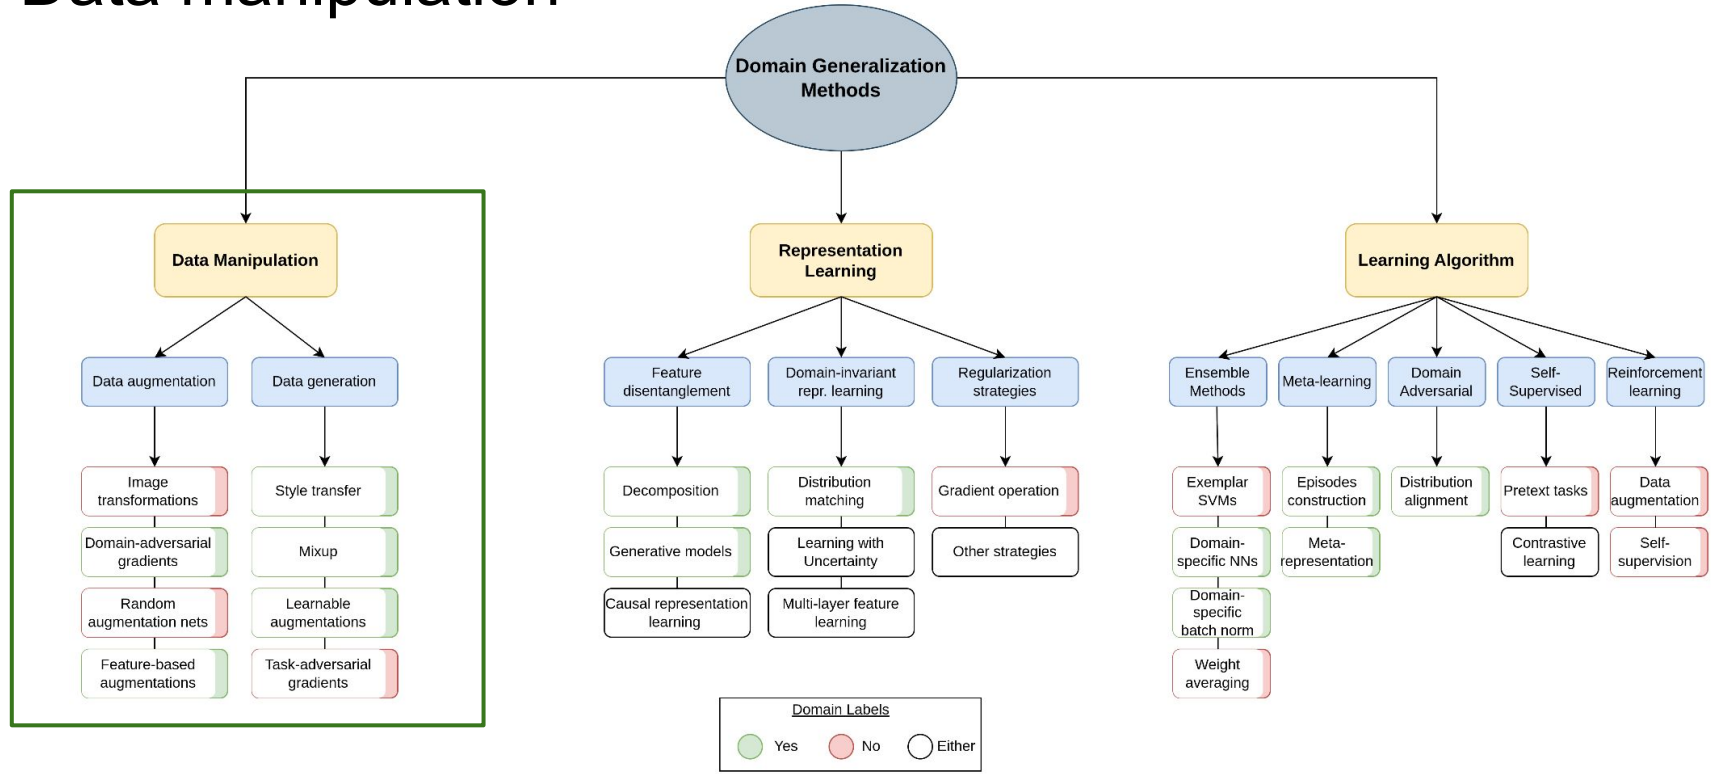 Data manipulation
Domain Generalization
Methods
Data Manipulation
Representation
Learning
Learning Algorithm
Data augmentation
Data generation
Feature
disentanglement
Domain-invariant
repr. learning
Regularization
strategies
Ensemble
Methods
Meta-learning
Domain
Adversarial
Self-
Supervised
Reinforcement
learning
Image
transformations
Domain-adversarial
gradients
Random
augmentation nets
Feature-based
augmentations
Style transfer
Mixup
Learnable
augmentations
Task-adversarial
gradients
Decomposition
Generative models
Causal representation
learning
Distribution
matching
Learning with
Uncertainty
Multi-layer feature
learning
Gradient operation
Other strategies
Exemplar
SVMs
Domain-
specific NNs
Domain-
specific
batch norm
Weight
averaging
Episodes
construction
Meta-
representation
Distribution
alignment
Pretext tasks
Contrastive
learning
Data
augmentation
Self-
supervision
Domain Labels
Yes
No
Either